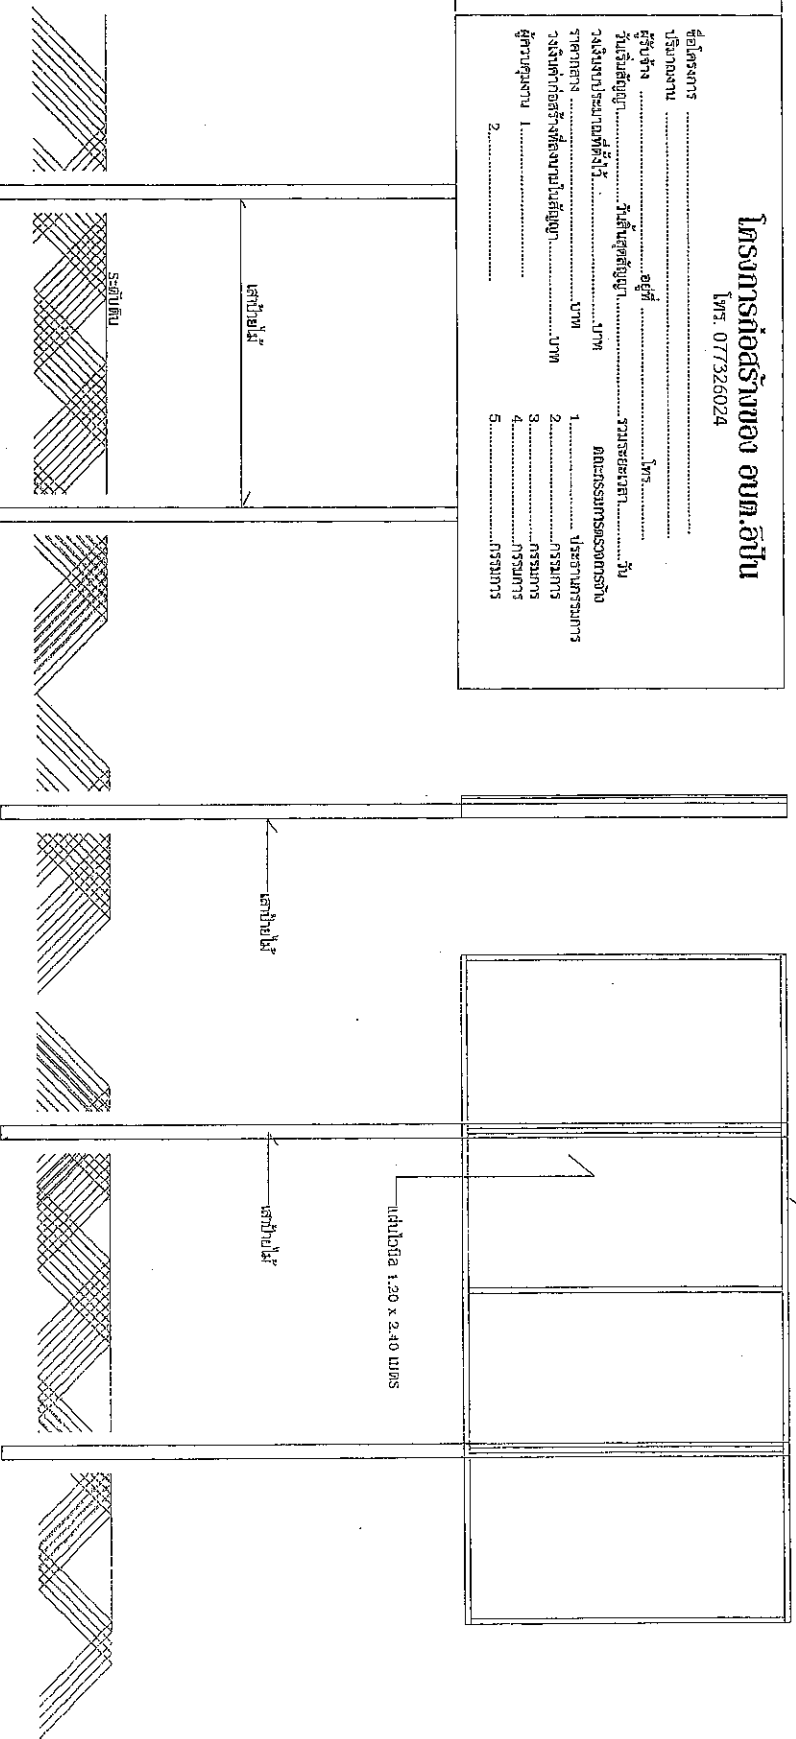 โครงการก่อสร้างของ อบต.อิปัน
โทร. 077326024
ชื่อโครงการ ........................................................
ปริมาณงาน ........................................................
ผู้รับจ้าง ........................ อยู่ที่ ........................ โทร............
วันเริ่มสัญญา.................. วันสิ้นสุดสัญญา........................ รวมระยะเวลา............วัน
วงเงินงบประมาณที่ตั้งไว้ ........................บาท
คณะกรรมการตรวจการจ้าง
ราคากลาง ........................................บาท
1........................ ประธานกรรมการ
วงเงินค่าก่อสร้างที่ลงนามในสัญญา..................บาท
2........................กรรมการ
3........................กรรมการ
ผู้ควบคุมงาน 1........................
4........................กรรมการ
2........................
5........................กรรมการ
เสาป้ายไม้
ระดับดิน
เสาป้ายไม้
เสาป้ายไม้
แผ่นไวนิล 1.20 x 2.40 เมตร